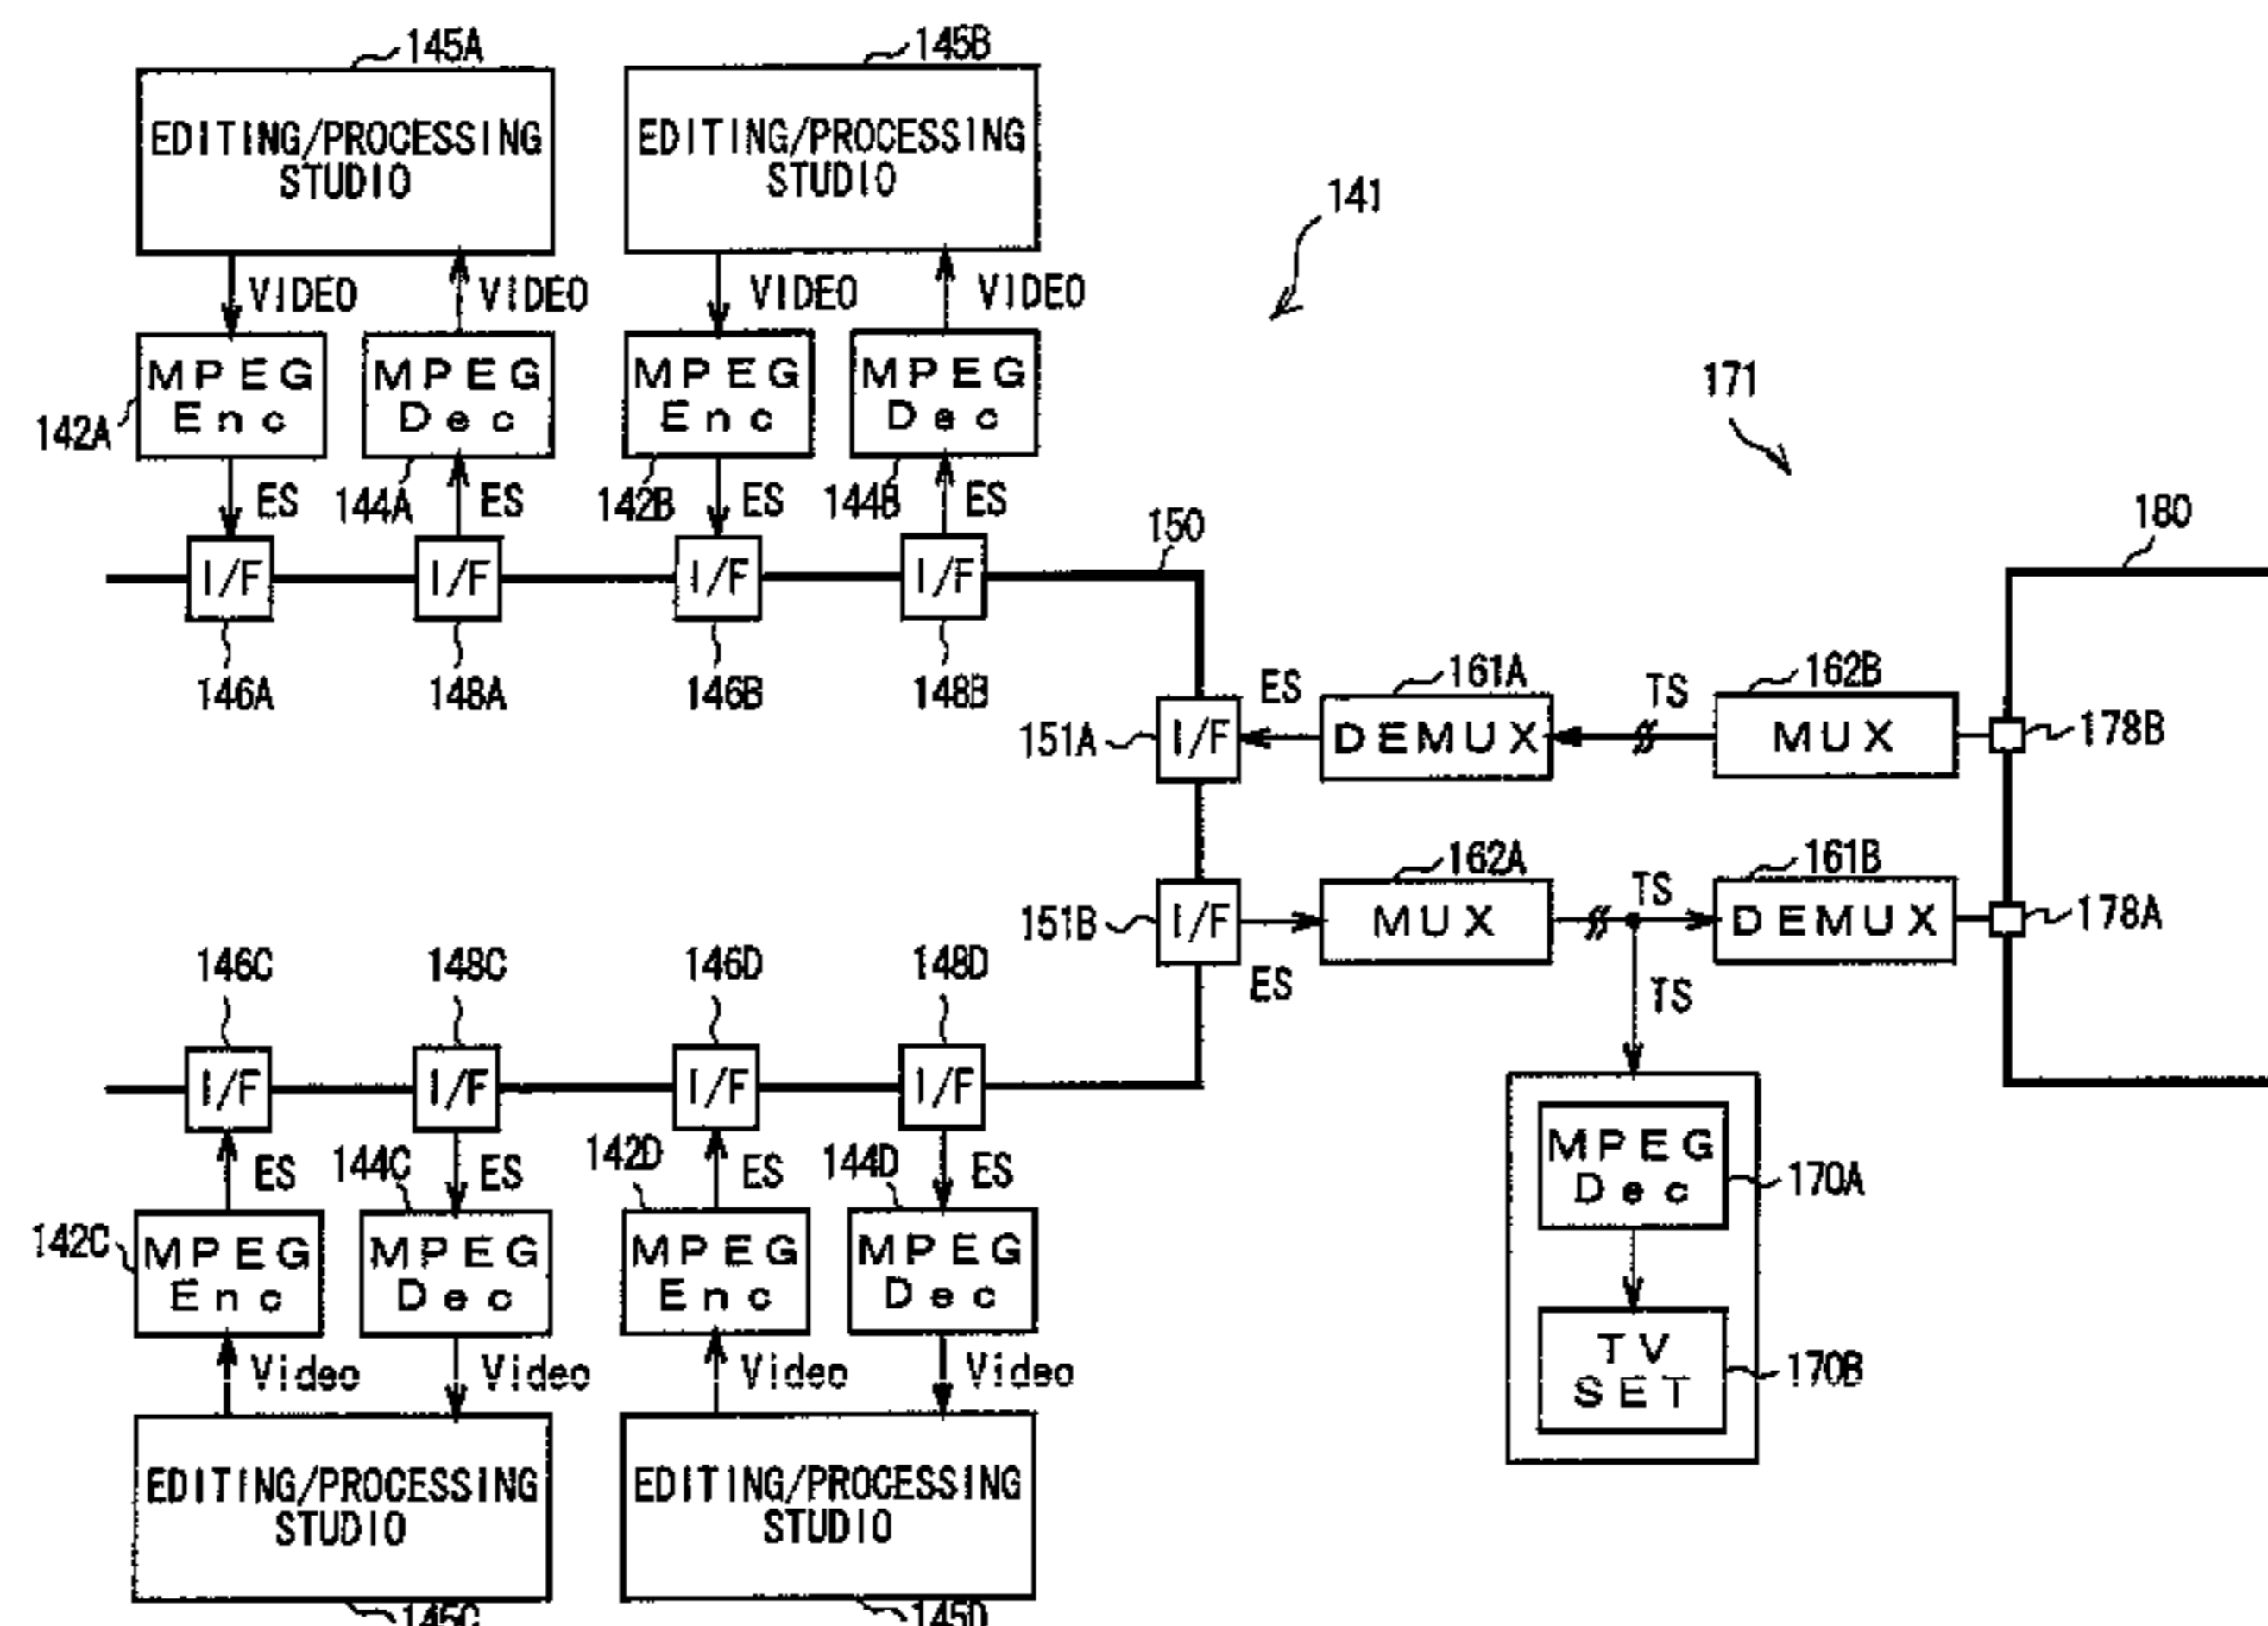 145A
145B
EDITING/PROCESSING
STUDIO
EDITING/PROCESSING
STUDIO
141
VIDEO
VIDEO
VIDEO
VIDEO
MPEG
Enc
MPEG
Dec
MPEG
Enc
MPEG
Dec
171
142A
144A
142B
144B
ES
ES
ES
ES
150
180
I/F
I/F
I/F
I/F
146A
148A
146B
148B
151A
I/F
ES
161A
DEMUX
TS
162B
MUX
178B
151B
I/F
ES
162A
MUX
TS
161B
DEMUX
178A
TS
146C
148C
146D
148D
I/F
I/F
I/F
I/F
ES
144C
ES
142D
ES
144D
ES
142C
MPEG
Enc
MPEG
Dec
MPEG
Enc
MPEG
Dec
MPEG
Dec
170A
TV
SET
170B
Video
Video
Video
Video
EDITING/PROCESSING
STUDIO
EDITING/PROCESSING
STUDIO
145C
145D